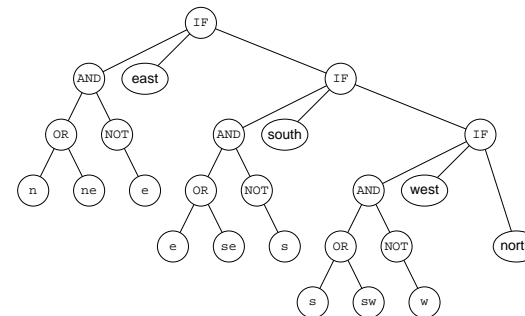 IF
AND east IF
OR NOT AND south IF
n ne e OR NOT AND west
e se s OR NOT nort
s sw w